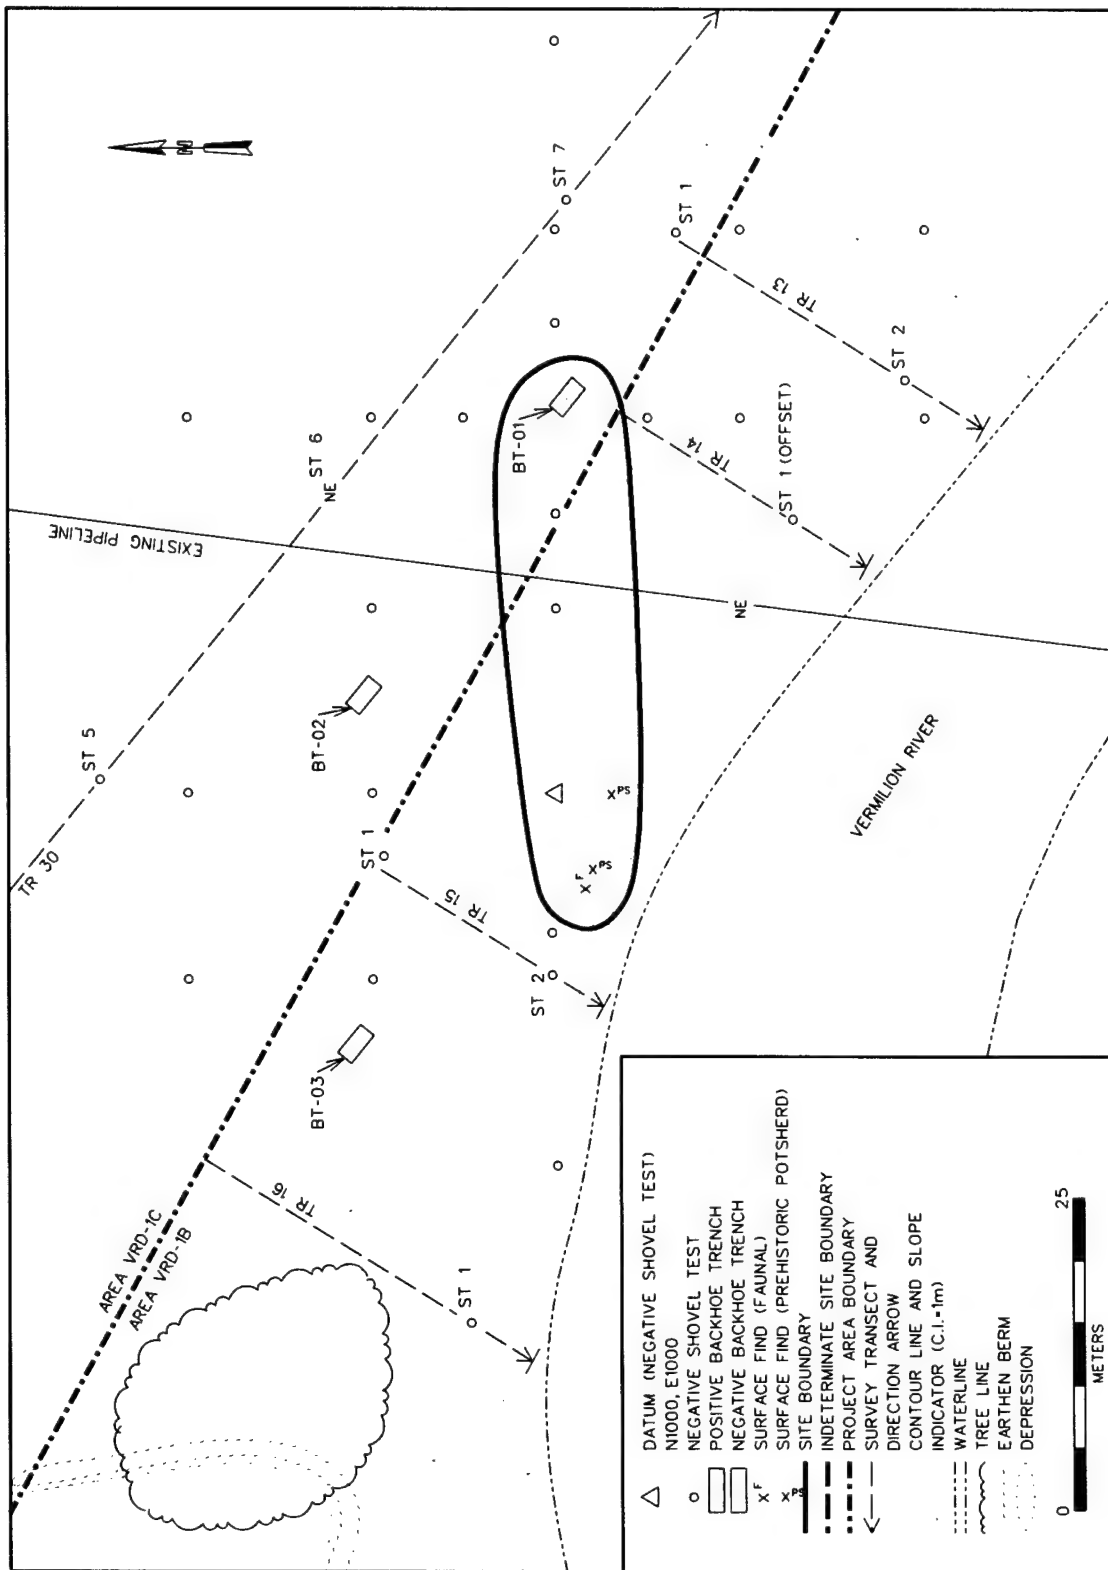 TR 30
ST 5
EXISTING PIPELINE
NE
ST 6
ST 7
N
BT-02
BT-01
ST 1
TR 13
ST 2
TR 14
ST 1 (OFFSET)
NE
ST 1
TR 15
ST 2
F
X
X PS
X PS
BT-03
AREA VRD-1C
AREA VRD-1B
TR 16
ST 1
VERMILION RIVER
DATUM (NEGATIVE SHOVEL TEST)
N1000, E1000
NEGATIVE SHOVEL TEST
POSITIVE BACKHOE TRENCH
NEGATIVE BACKHOE TRENCH
X F SURFACE FIND (FAUNAL)
X PS SURFACE FIND (PREHISTORIC POTSHERD)
SITE BOUNDARY
INDETERMINATE SITE BOUNDARY
PROJECT AREA BOUNDARY
SURVEY TRANSECT AND
DIRECTION ARROW
CONTOUR LINE AND SLOPE
INDICATOR (C.I.=1m)
WATERLINE
TREE LINE
EARTHEN BERM
DEPRESSION
0 25
METERS